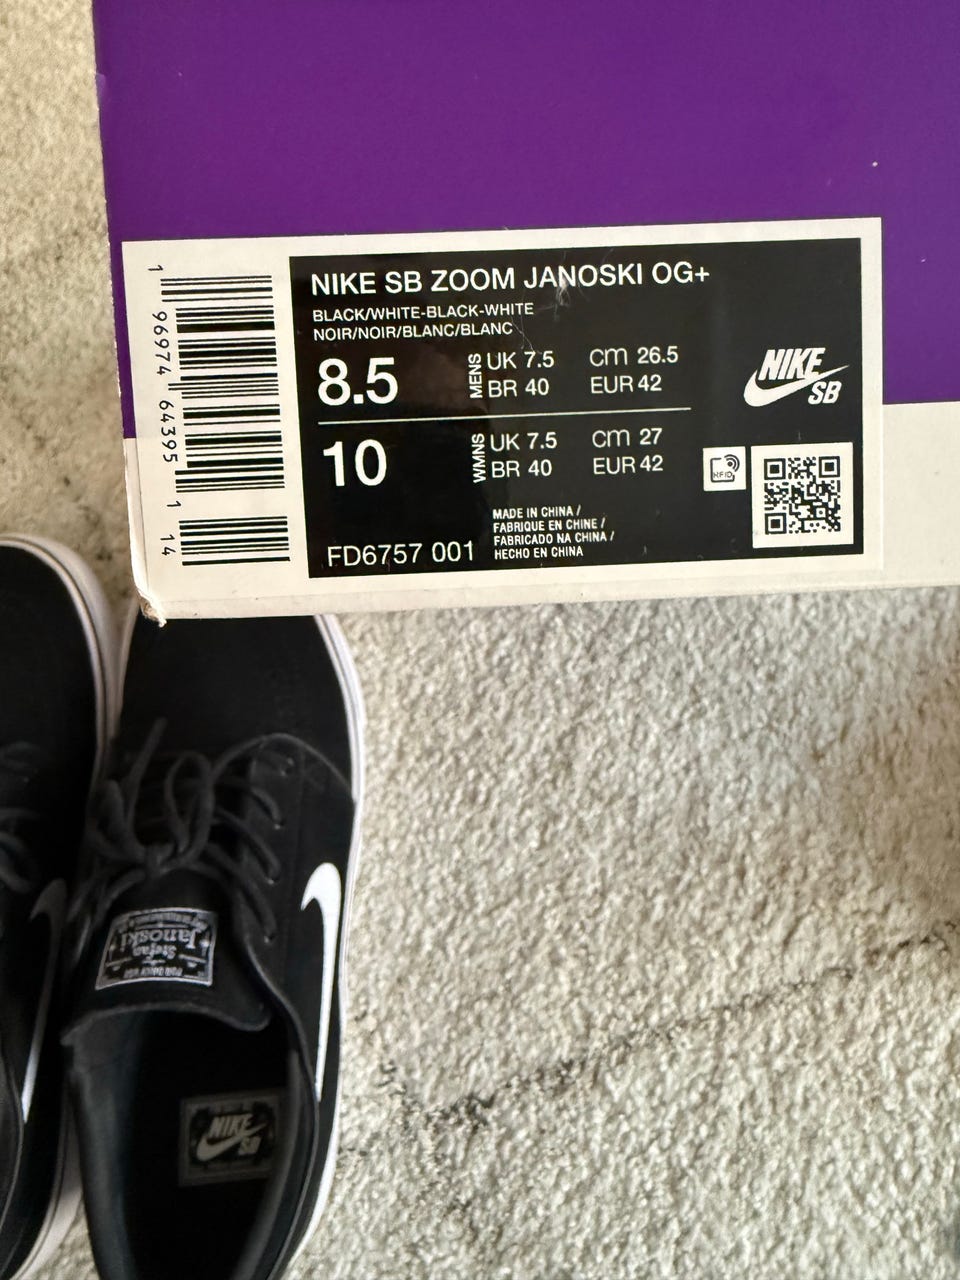 NIKE SB ZOOM JANOSKI OG+
BLACK/WHITE-BLACK-WHITE
NOIR/NOIR/BLANC/BLANC
8.5
MENS
UK 7.5
cm 26.5
BR 40
EUR 42
10
WMNS
UK 7.5
cm 27
BR 40
EUR 42
MADE IN CHINA /
FABRIQUE EN CHINE /
FABRICADO NA CHINA /
HECHO EN CHINA
FD6757 001
NIKE
SB
RFID
1 96974 64395 1 14
Stefan
Janoski
NIKE
SB